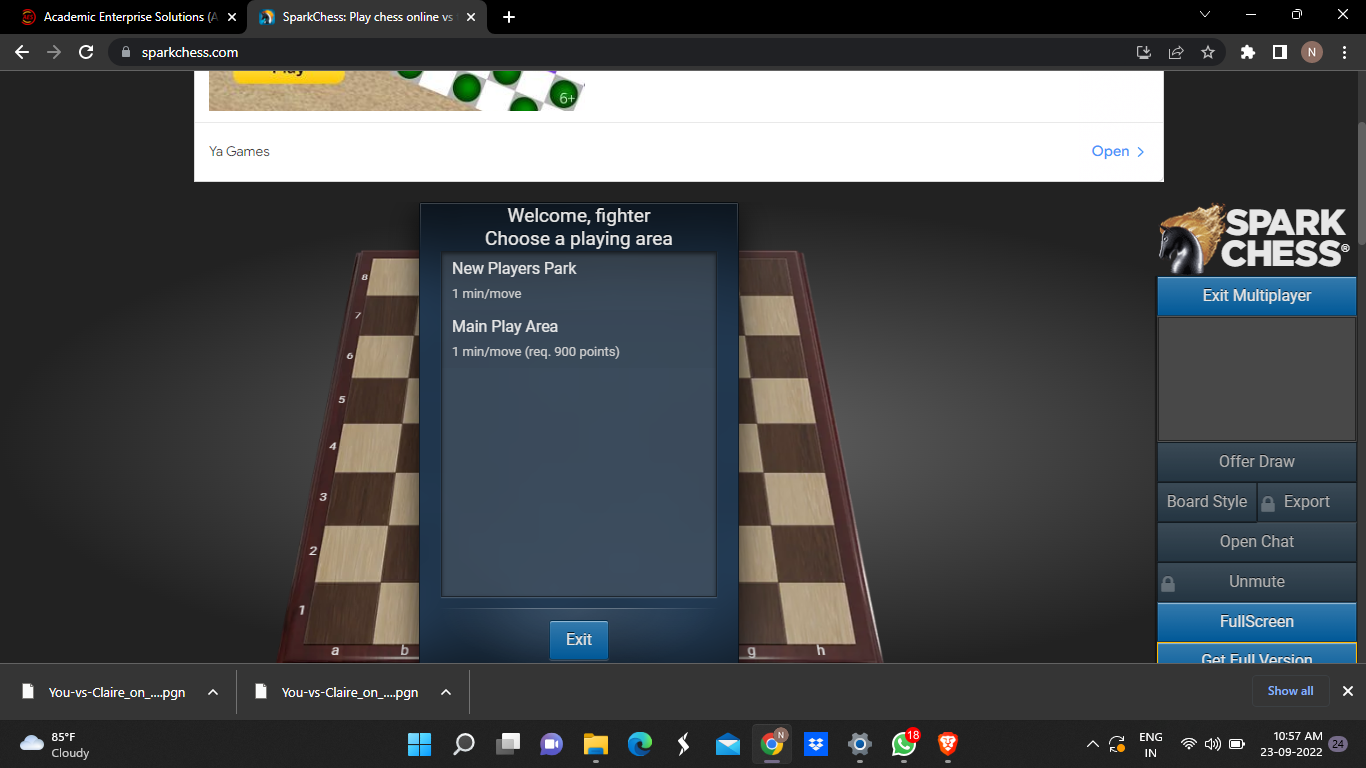 Academic Enterprise Solutions (A
SparkChess: Play chess online vs
sparkchess.com
N
Play
6+
Ya Games
Open
Welcome, fighter
Choose a playing area
New Players Park
1 min/move
Main Play Area
1 min/move (req. 900 points)
Exit
8
7
6
5
4
3
2
1
a
b
g
h
SPARK
CHESS®
Exit Multiplayer
Offer Draw
Board Style
Export
Open Chat
Unmute
FullScreen
Get Full Version
You-vs-Claire_on_....pgn
You-vs-Claire_on_....pgn
Show all
85°F
Cloudy
N
18
ENG
IN
10:57 AM
23-09-2022
24